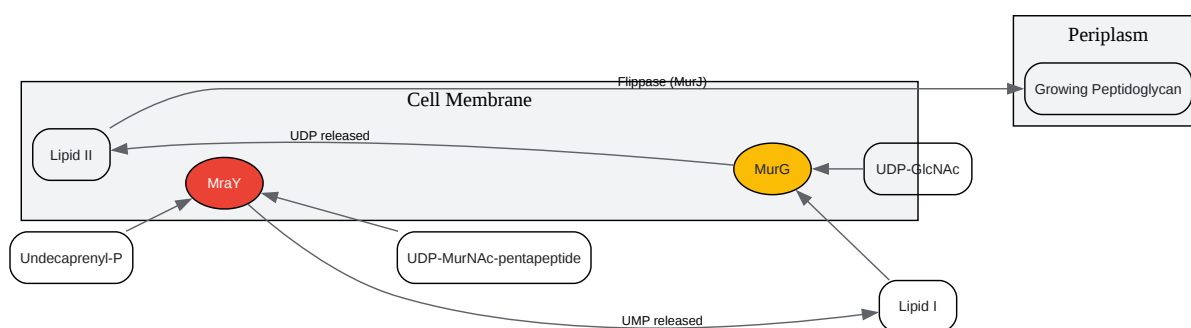 Periplasm
Flippase (MurJ)
Growing Peptidoglycan
Cell Membrane
UDP released
Lipid II
MraY
MurG
UDP-GlcNAc
Undecaprenyl-P
UDP-MurNAc-pentapeptide
Lipid I
UMP released